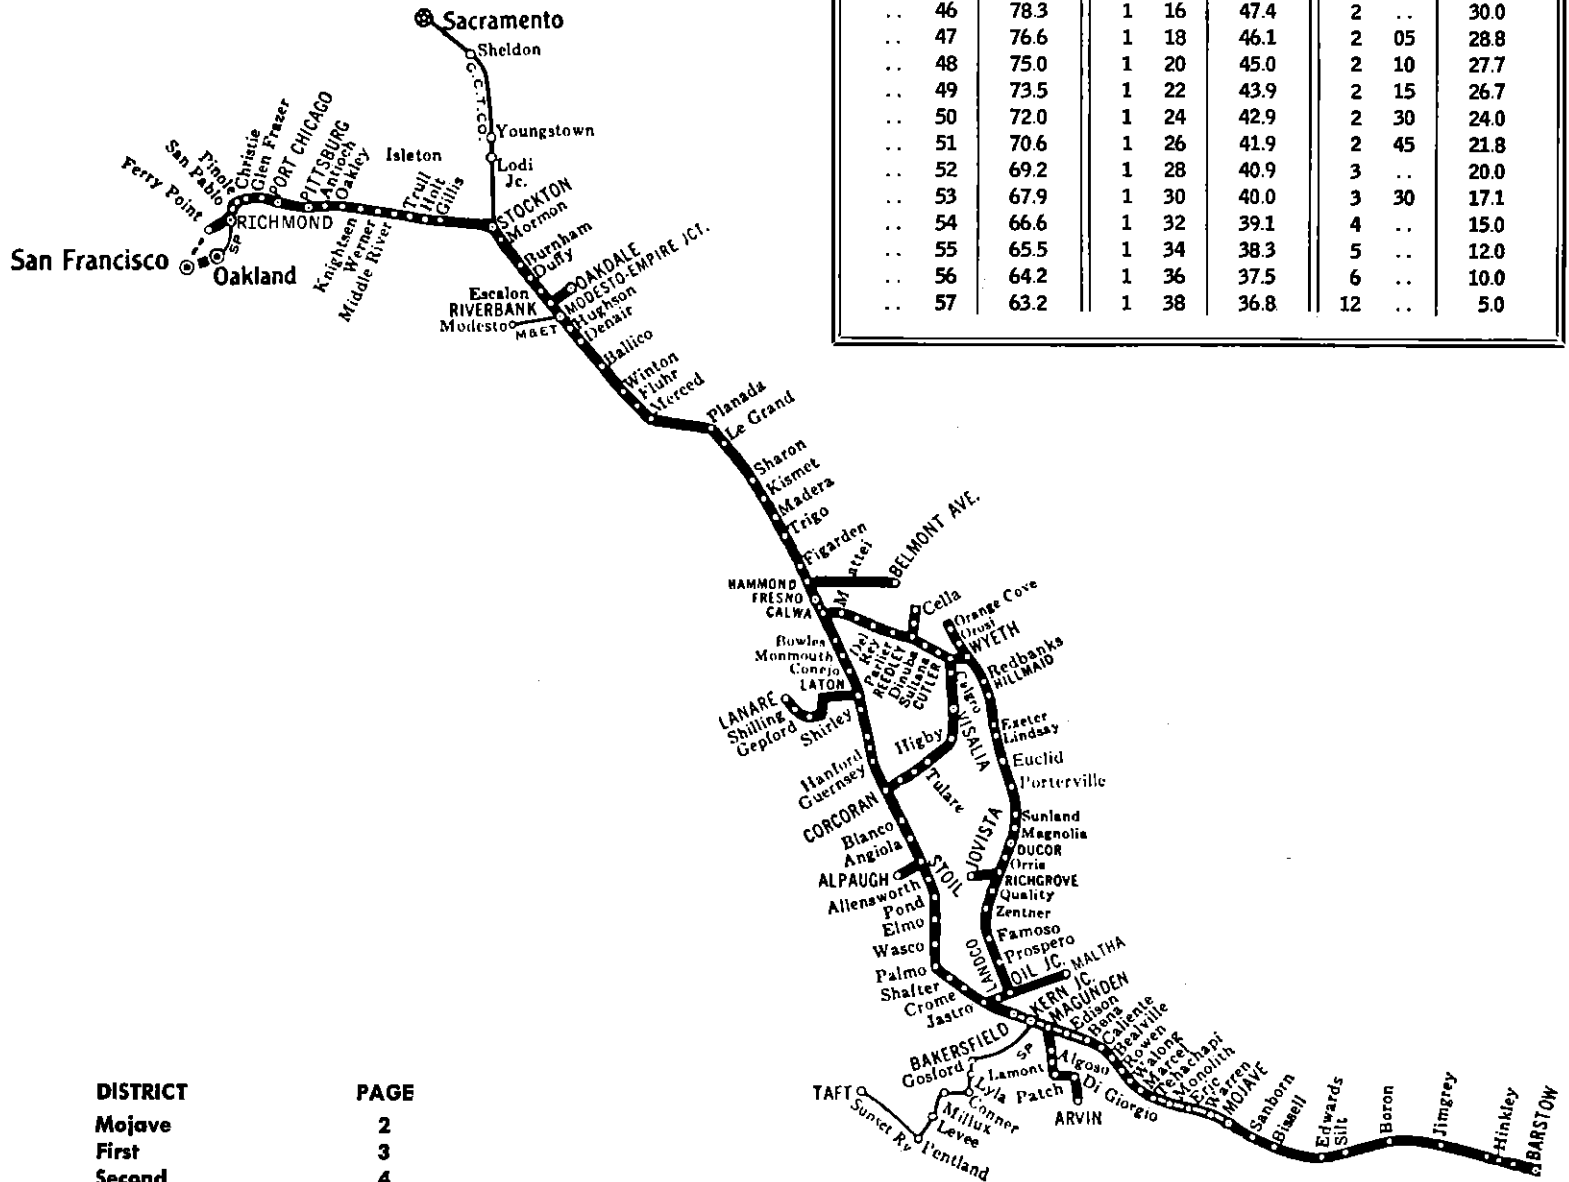 .. 46 78.3 1 16 47.4 2 .. 30.0
.. 47 76.6 1 18 46.1 2 05 28.8
.. 48 75.0 1 20 45.0 2 10 27.7
.. 49 73.5 1 22 43.9 2 15 26.7
.. 50 72.0 1 24 42.9 2 30 24.0
.. 51 70.6 1 26 41.9 2 45 21.8
.. 52 69.2 1 28 40.9 3 .. 20.0
.. 53 67.9 1 30 40.0 3 30 17.1
.. 54 66.6 1 32 39.1 4 .. 15.0
.. 55 65.5 1 34 38.3 5 .. 12.0
.. 56 64.2 1 36 37.5 6 .. 10.0
.. 57 63.2 1 38 36.8 12 .. 5.0
Sacramento
Sheldon
C.C.T.CO.
Youngstown
Lodi
Jc.
Ferry Point
San Pablo
Pinole
Christie
Glen Frazer
PORT CHICAGO
PITTSBURG
Antioch
Oakley
Isleton
Trull
Holt
Gillis
STOCKTON
Mormon
RICHMOND
SP
San Francisco
Oakland
Knightsen
Werner
Middle River
Burnham
Duffy
OAKDALE
MODESTO-EMPIRE JCT.
Escalon
RIVERBANK
Modesto
M&ET
Hughson
Denair
Ballico
Winton
Fluhr
Merced
Planada
Le Grand
Sharon
Kismet
Madera
Trigo
Figarden
M
attei
BELMONT AVE.
HAMMOND
FRESNO
CALWA
Cella
Orange Cove
Orosi
WYETH
Bowles
Monmouth
Conejo
LATON
Del
Rey
Parlier
REEDLEY
Dinuba
Sultana
CUTLER
Redbanks
HILLMAID
Calgro
VISALIA
LANARE
Shilling
Gepford
Shirley
Higby
Exeter
Lindsay
Euclid
Porterville
Hanford
Guernsey
Tulare
CORCORAN
Blanco
Angiola
Sunland
Magnolia
DUCOR
Orris
JOVISTA
RICHGROVE
Quality
Zentner
ALPAUGH
STOIL
Allensworth
Pond
Elmo
Wasco
Famoso
Prospero
LANDCO
OIL JC.
MALTHA
Palmo
Shafter
Crome
Jastro
KERN JC.
MAGUNDEN
Edison
Bena
Caliente
Bealville
Rowen
Walong
Marcel
Tehachapi
Monolith
Eric
Warren
MOJAVE
BAKERSFIELD
SP
Gosford
Lyla
Conner
Millux
Levee
Pentland
TAFT
Sunset Ry
Algoso
Lamont
Patch
Di Giorgio
ARVIN
Sanborn
Bissell
Edwards
Silt
Boron
Jimgrey
Hinkley
BARSTOW
DISTRICT PAGE
Mojave 2
First 3
Second 4